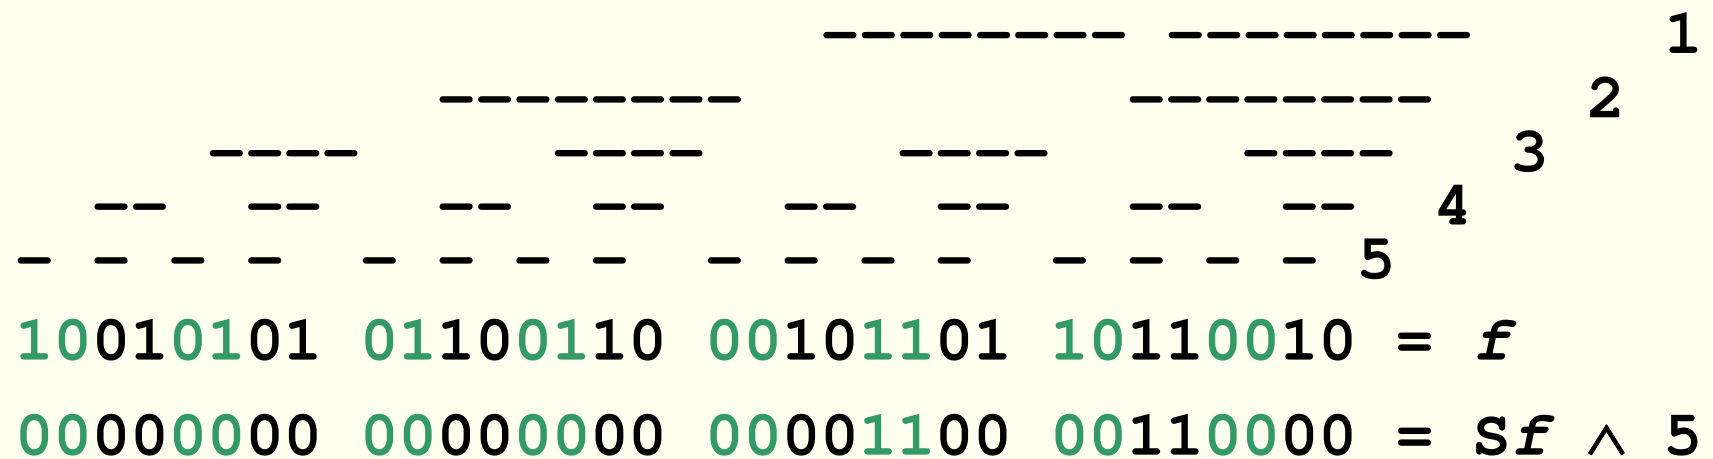 -------- -------- 1
-------- -------- 2
---- ---- ---- ---- 3
-- -- -- -- -- -- -- -- 4
- - - - - - - - - - - - - - - - 5
10010101 01100110 00101101 10110010 = f
00000000 00000000 00001100 00110000 = Sf ∧ 5